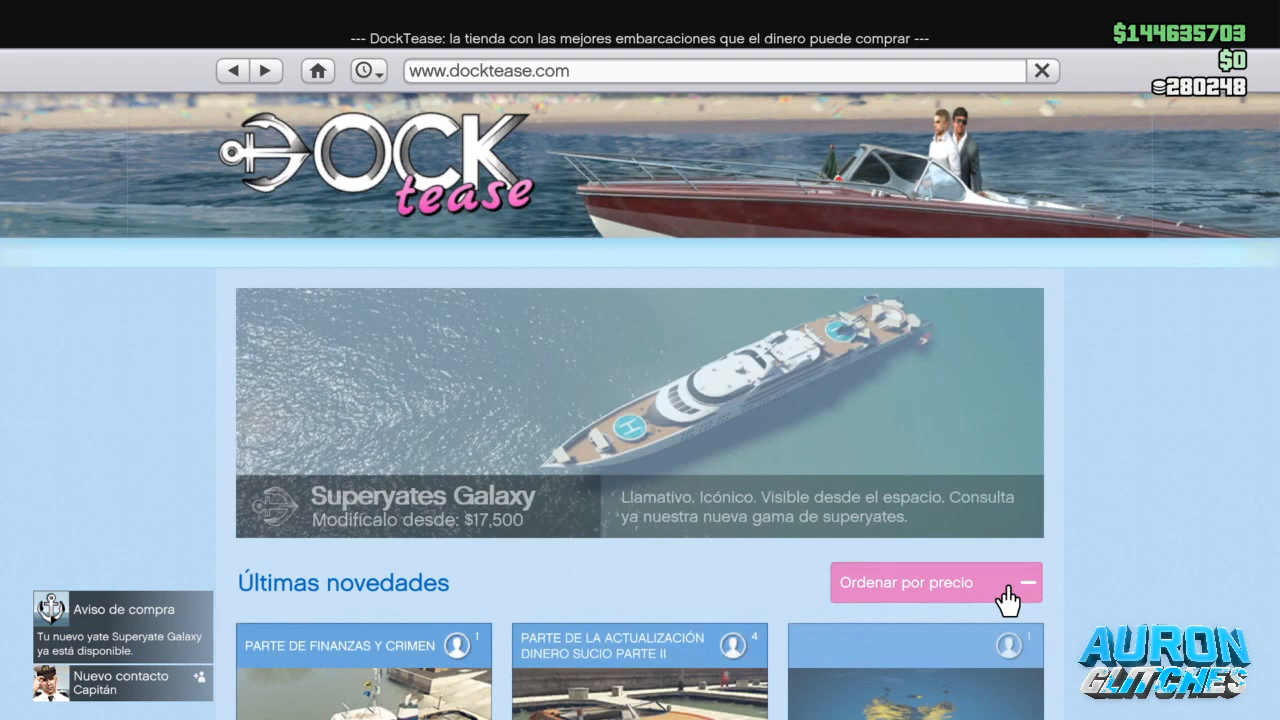 --- DockTease: la tienda con las mejores embarcaciones que el dinero puede comprar ---
$144635703
$0
280248
www.docktease.com
DOCK
tease
Superyates Galaxy
Modifícalo desde: $17,500
Llamativo. Icónico. Visible desde el espacio. Consulta
ya nuestra nueva gama de superyates.
Últimas novedades
Ordenar por precio
PARTE DE FINANZAS Y CRIMEN
1
PARTE DE LA ACTUALIZACIÓN
DINERO SUCIO PARTE II
4
1
Aviso de compra
Tu nuevo yate Superyate Galaxy
ya está disponible.
Nuevo contacto
Capitán
AURON
GLITCHES